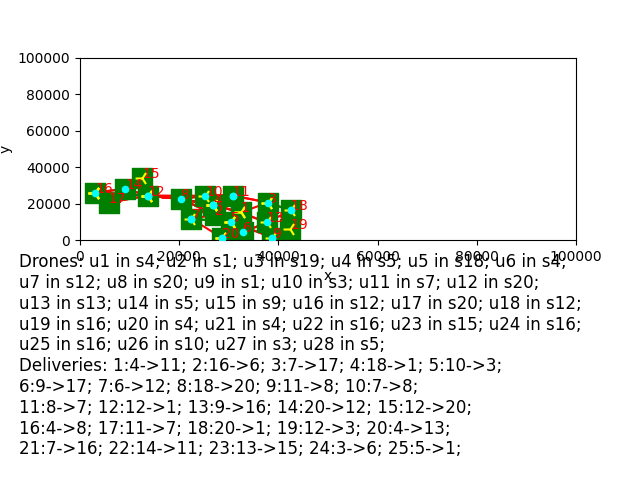 100000
80000
60000
40000
20000
0
y
0
20000
40000
60000
80000
100000
x
Drones: u1 in s4; u2 in s1; u3 in s19; u4 in s5; u5 in s18; u6 in s4;
u7 in s12; u8 in s20; u9 in s1; u10 in s3; u11 in s7; u12 in s20;
u13 in s13; u14 in s5; u15 in s9; u16 in s12; u17 in s20; u18 in s12;
u19 in s16; u20 in s4; u21 in s4; u22 in s16; u23 in s15; u24 in s16;
u25 in s16; u26 in s10; u27 in s3; u28 in s5;
Deliveries: 1:4->11; 2:16->6; 3:7->17; 4:18->1; 5:10->3;
6:9->17; 7:6->12; 8:18->20; 9:11->8; 10:7->8;
11:8->7; 12:12->1; 13:9->16; 14:20->12; 15:12->20;
16:4->8; 17:11->7; 18:20->1; 19:12->3; 20:4->13;
21:7->16; 22:14->11; 23:13->15; 24:3->6; 25:5->1;